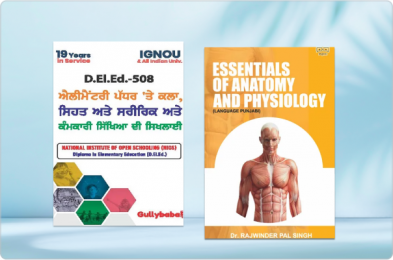 19 Years
in Service
IGNOU
& All Indian Univ.
D.El.Ed.-508
ਐਲੀਮੈਂਟਰੀ ਪੱਧਰ 'ਤੇ ਕਲਾ,
ਸਿਹਤ ਅਤੇ ਸਰੀਰਿਕ ਅਤੇ
ਕੰਮਕਾਰੀ ਸਿੱਖਿਆ ਦੀ ਸਿਖਲਾਈ
NATIONAL INSTITUTE OF OPEN SCHOOLING (NIOS)
Diploma in Elementary Education (D.El.Ed.)
Gullybaba!
ESSENTIALS
OF ANATOMY
AND PHYSIOLOGY
(LANGUAGE PUNJABI)
Dr. RAJWINDER PAL SINGH